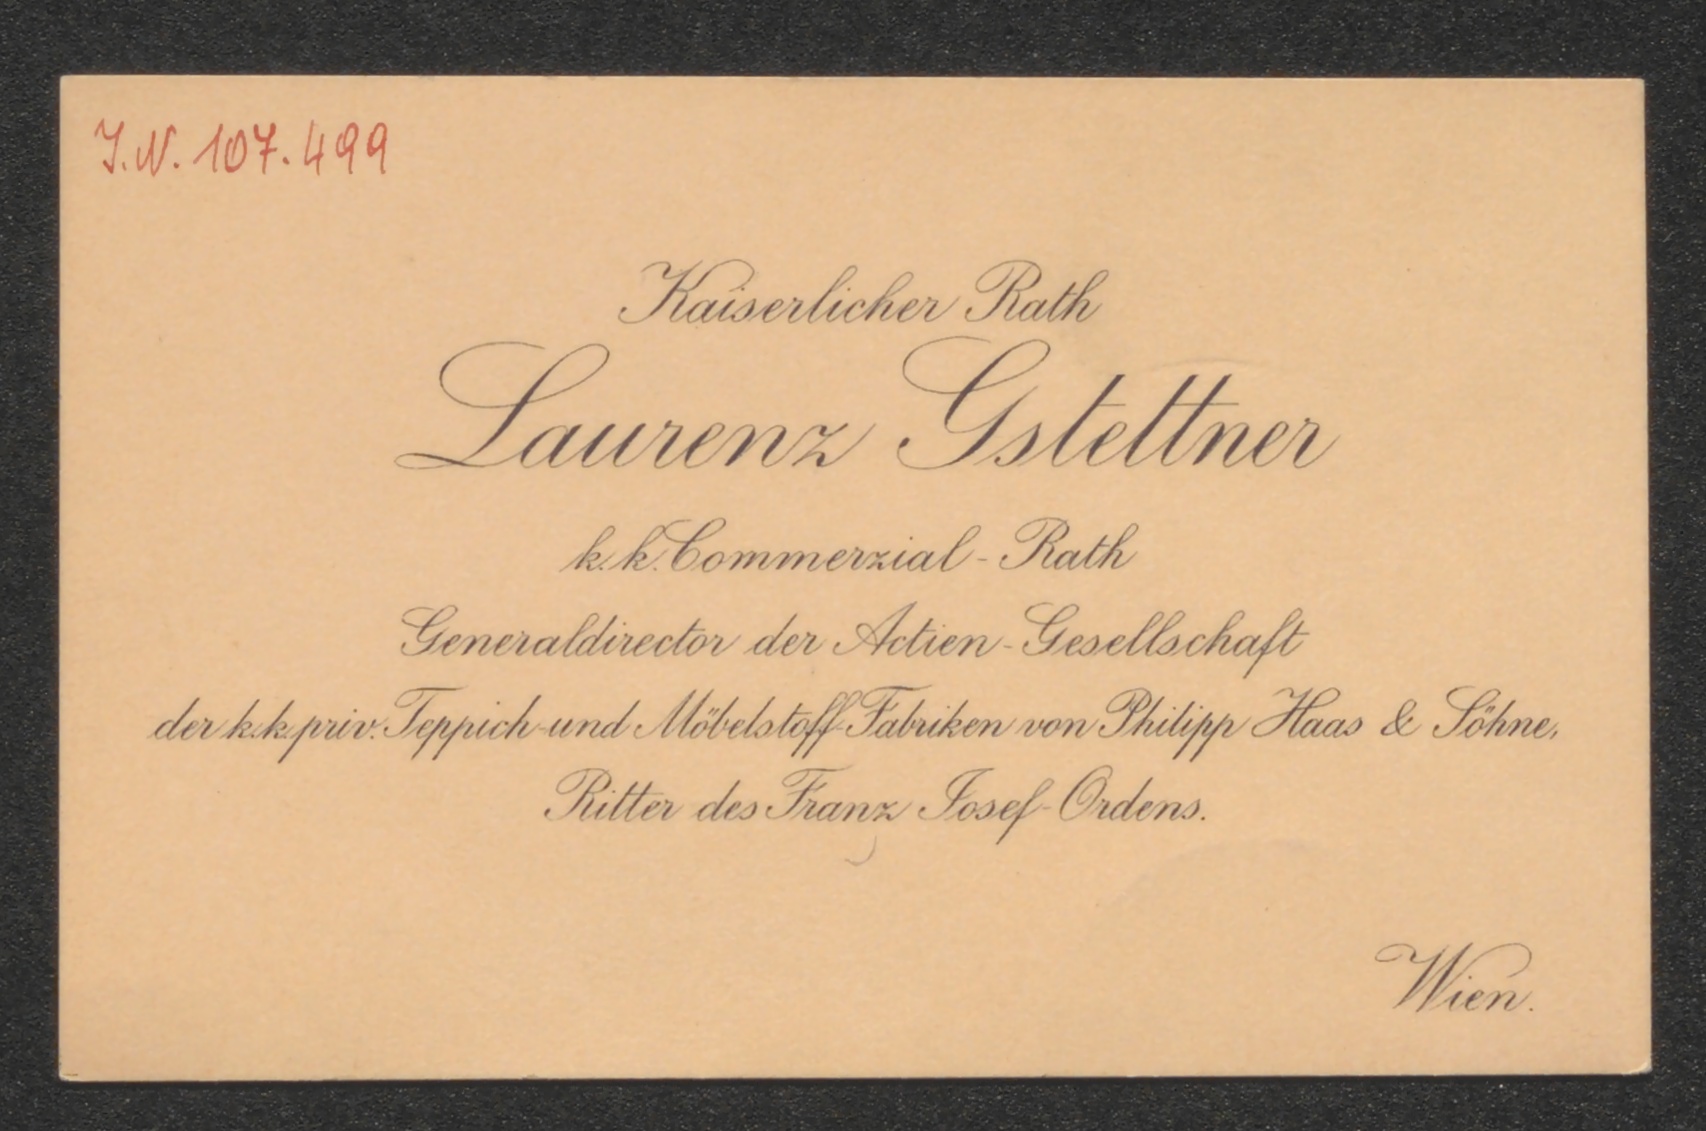 J.N. 107.499
Kaiserlicher Rath
Laurenz Gstettner
k.k. Commerzial-Rath
Generaldirector der Actien-Gesellschaft
der k.k. priv. Teppich- und Möbelstoff-Fabriken von Philipp Haas & Söhne,
Ritter des Franz Josef-Ordens.
Wien.